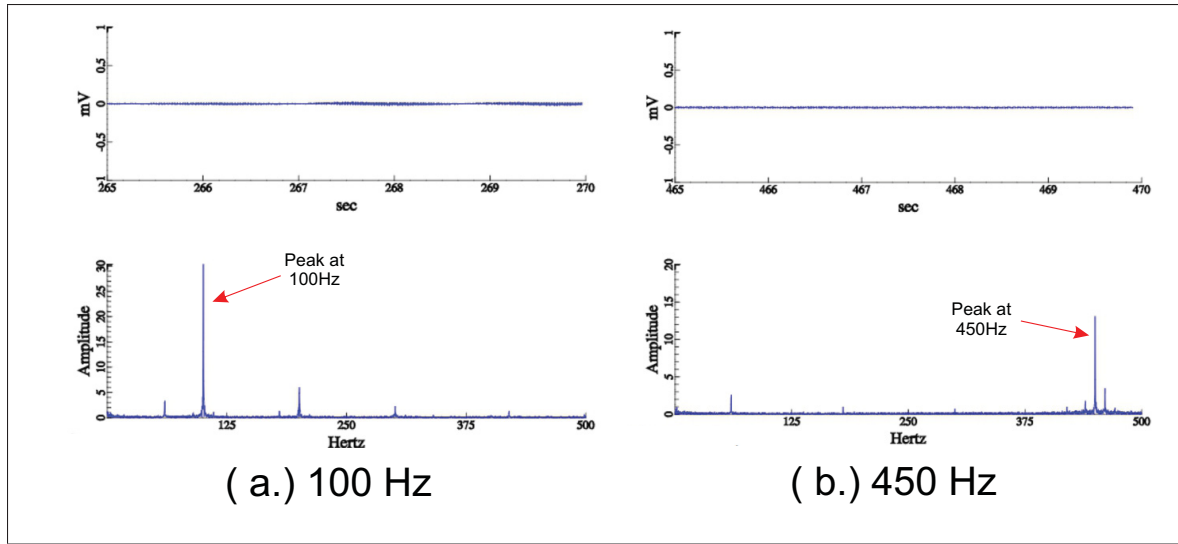 1
0.5
mV
0
-0.5
-1
265 266 267 268 269 270
sec
1
0.5
mV
0
-0.5
-1
465 466 467 468 469 470
sec
30
25
20
15
10
5
0
Amplitude
Peak at
100Hz
125 250 375 500
Hertz
20
15
10
5
0
Amplitude
Peak at
450Hz
125 250 375 500
Hertz
( a.) 100 Hz
( b.) 450 Hz